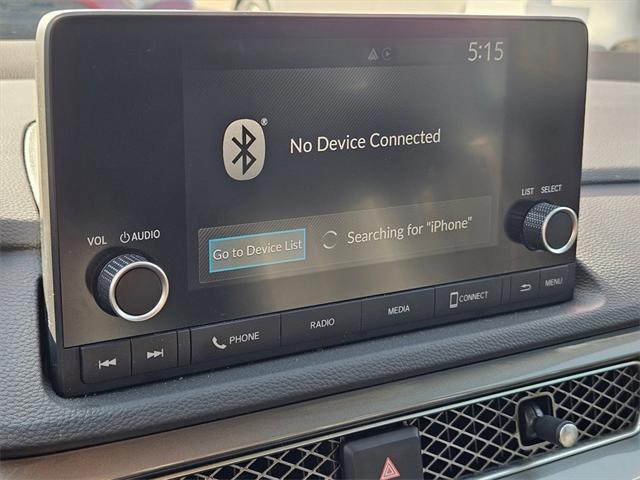 5:15
®
No Device Connected
LIST SELECT
VOL AUDIO
Go to Device List
Searching for "iPhone"
PHONE
RADIO
MEDIA
CONNECT
MENU